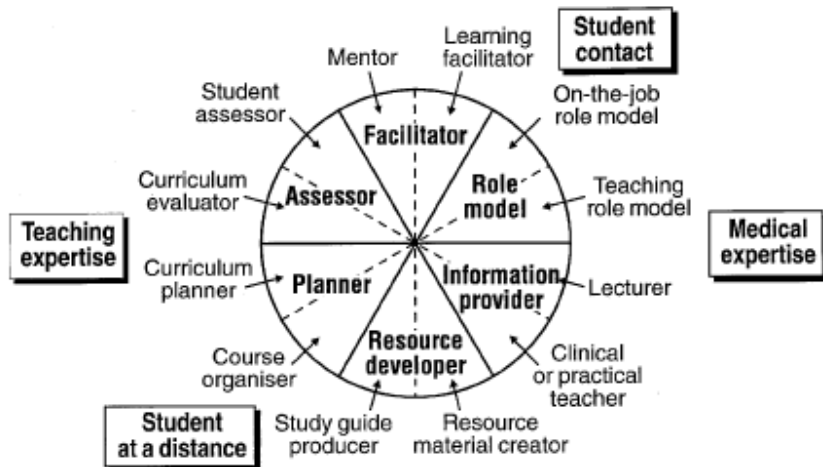 Student
contact
Learning
facilitator
Mentor
Student
assessor
On-the-job
role model
Facilitator
Curriculum
evaluator
Assessor
Role
model
Teaching
role model
Teaching
expertise
Medical
expertise
Curriculum
planner
Planner
Information
provider
Lecturer
Resource
developer
Course
organiser
Clinical
or practical
teacher
Student
at a distance
Study guide
producer
Resource
material creator